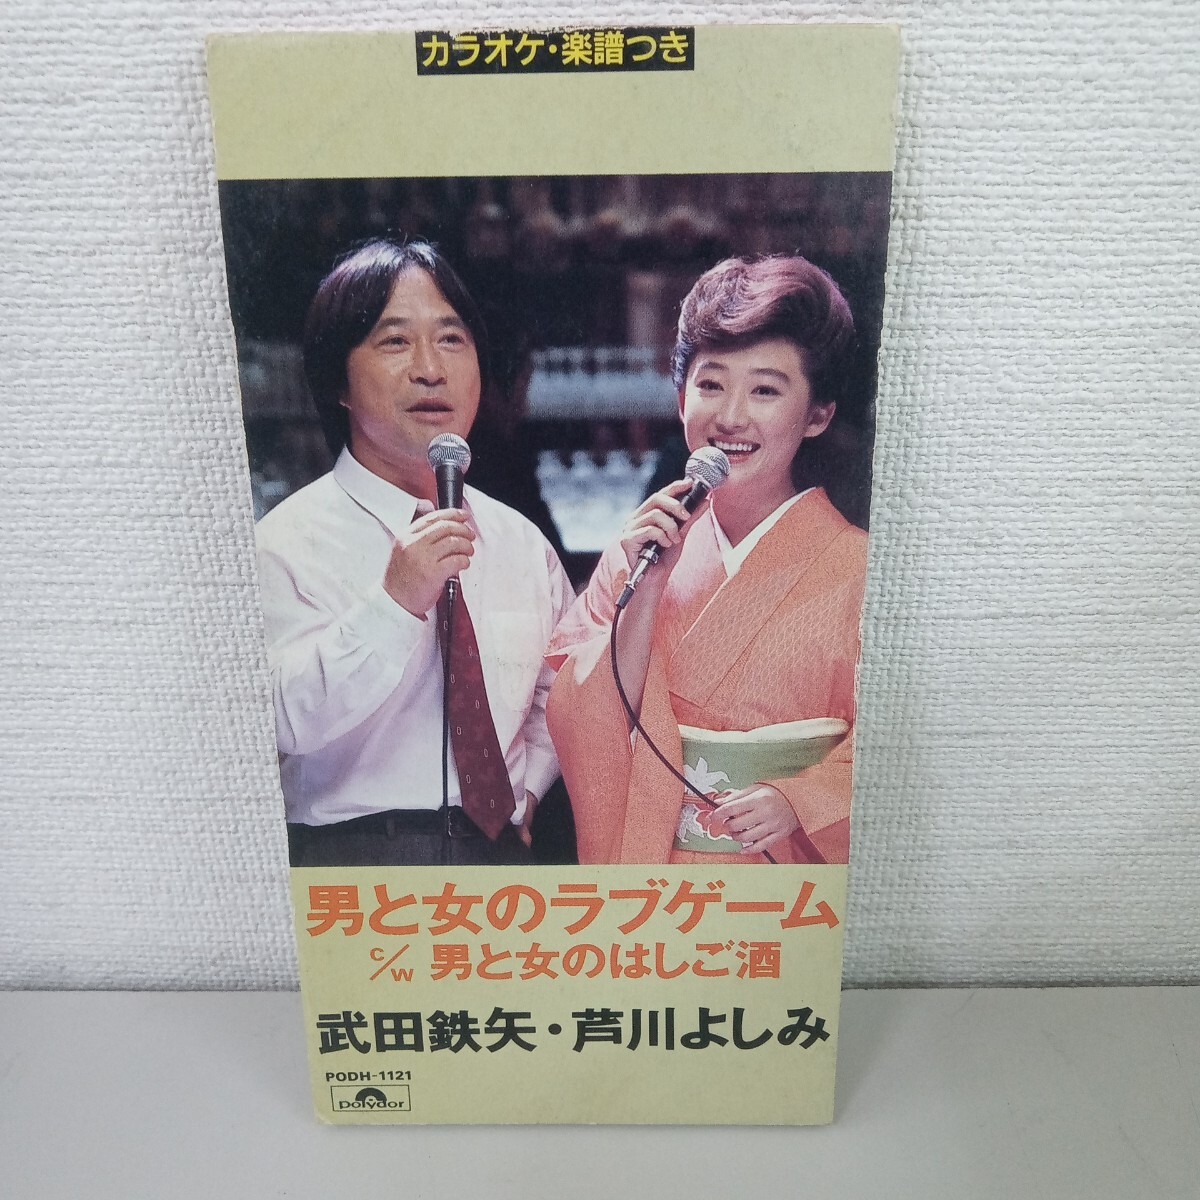 カラオケ・楽譜つき
男と女のラブゲーム
c/w 男と女のはしご酒
武田鉄矢・芦川よしみ
PODH-1121
polydor